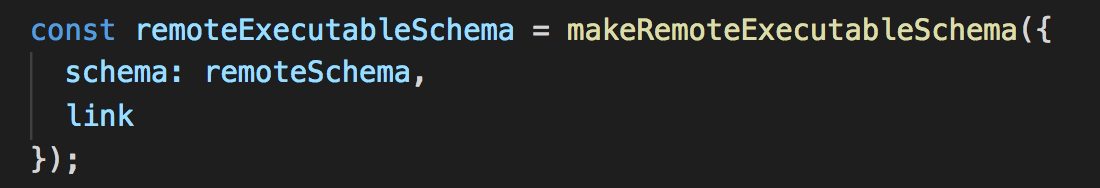 const remoteExecutableSchema = makeRemoteExecutableSchema({
  schema: remoteSchema,
  link
});